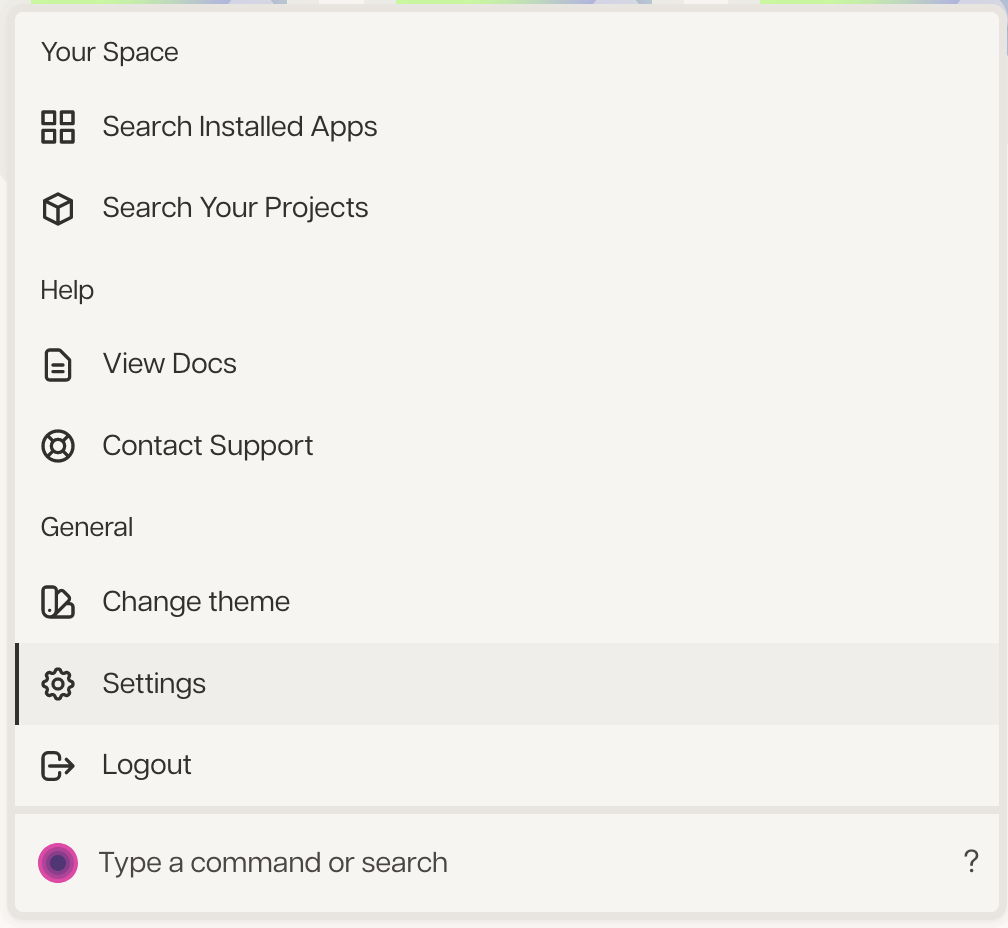 Your Space
Search Installed Apps
Search Your Projects
Help
View Docs
Contact Support
General
Change theme
Settings
Logout
Type a command or search ?